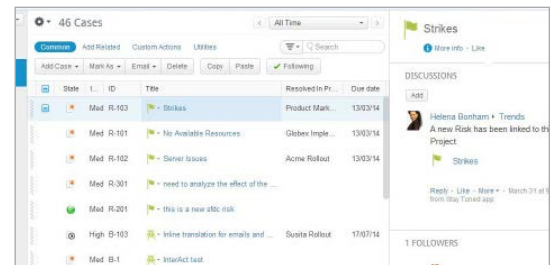 46 Cases
All Time
Common Add Related Custom Actions Utilities
Search
Add Case Mark As Email Delete Copy Paste Following
State I... ID Title Resolved In Pr... Due date
Med R-103 Strikes Product Mark... 13/03/14
Med R-101 No Available Resources Globex Imple... 13/03/14
Med R-102 Server Issues Acme Rollout 13/03/14
Med R-301 need to analyze the effect of the ...
Med R-201 this is a new sfdc risk
High B-103 Inline translation for emails and ... Susita Rollout 17/07/14
Med B-1 InterAct test
Strikes
More info - Like
DISCUSSIONS
Add
Helena Bonham Trends
A new Risk has been linked to th
Project
Strikes
Reply - Like - More - March 31 at
from Stay Tuned app
1 FOLLOWERS